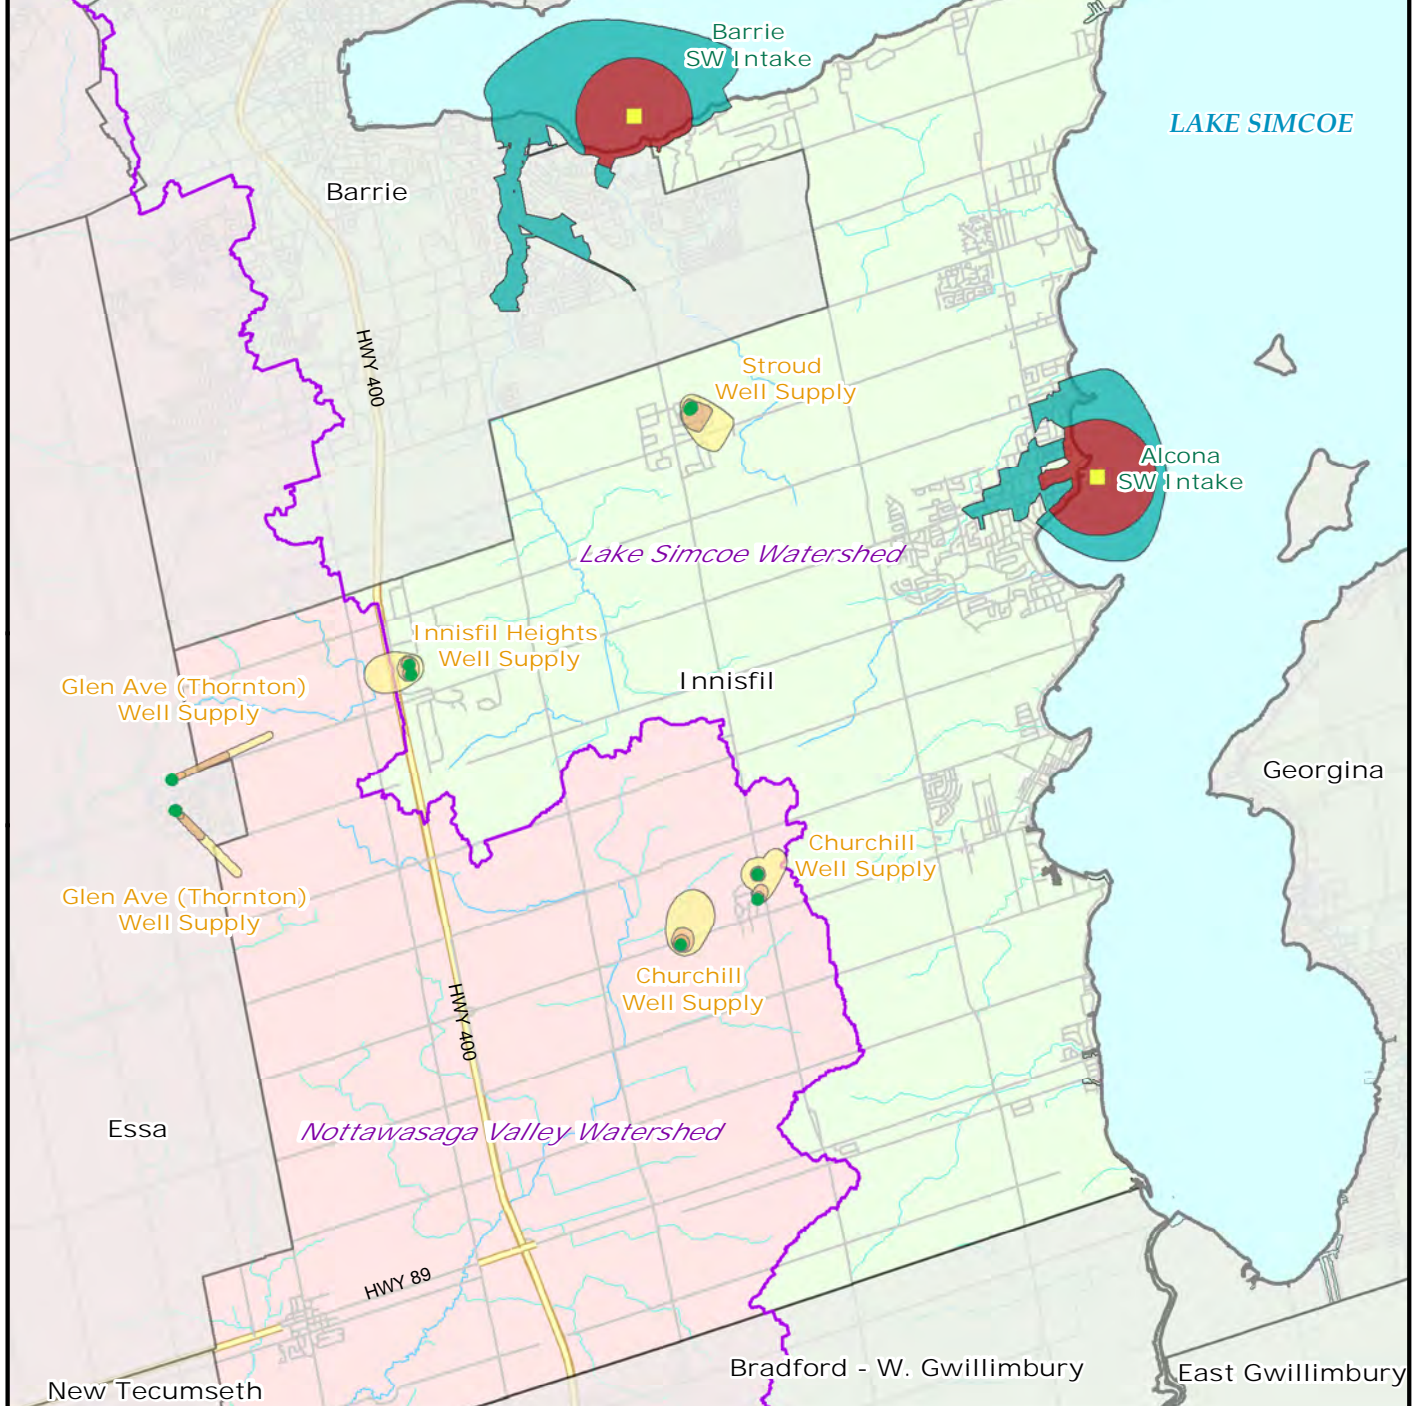 Barrie
SW Intake
LAKE SIMCOE
Barrie
HWY 400
Stroud
Well Supply
Alcona
SW Intake
Lake Simcoe Watershed
Innisfil Heights
Well Supply
Innisfil
Glen Ave (Thornton)
Well Supply
Georgina
Churchill
Well Supply
Glen Ave (Thornton)
Well Supply
Churchill
Well Supply
HWY 400
Essa
Nottawasaga Valley Watershed
HWY 89
Bradford - W. Gwillimbury
East Gwillimbury
New Tecumseth